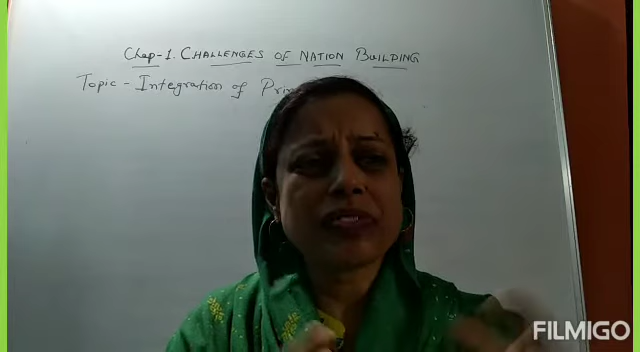 Chap-1. CHALLENGES OF NATION BUILDING
Topic - Integration of
FILMIGO